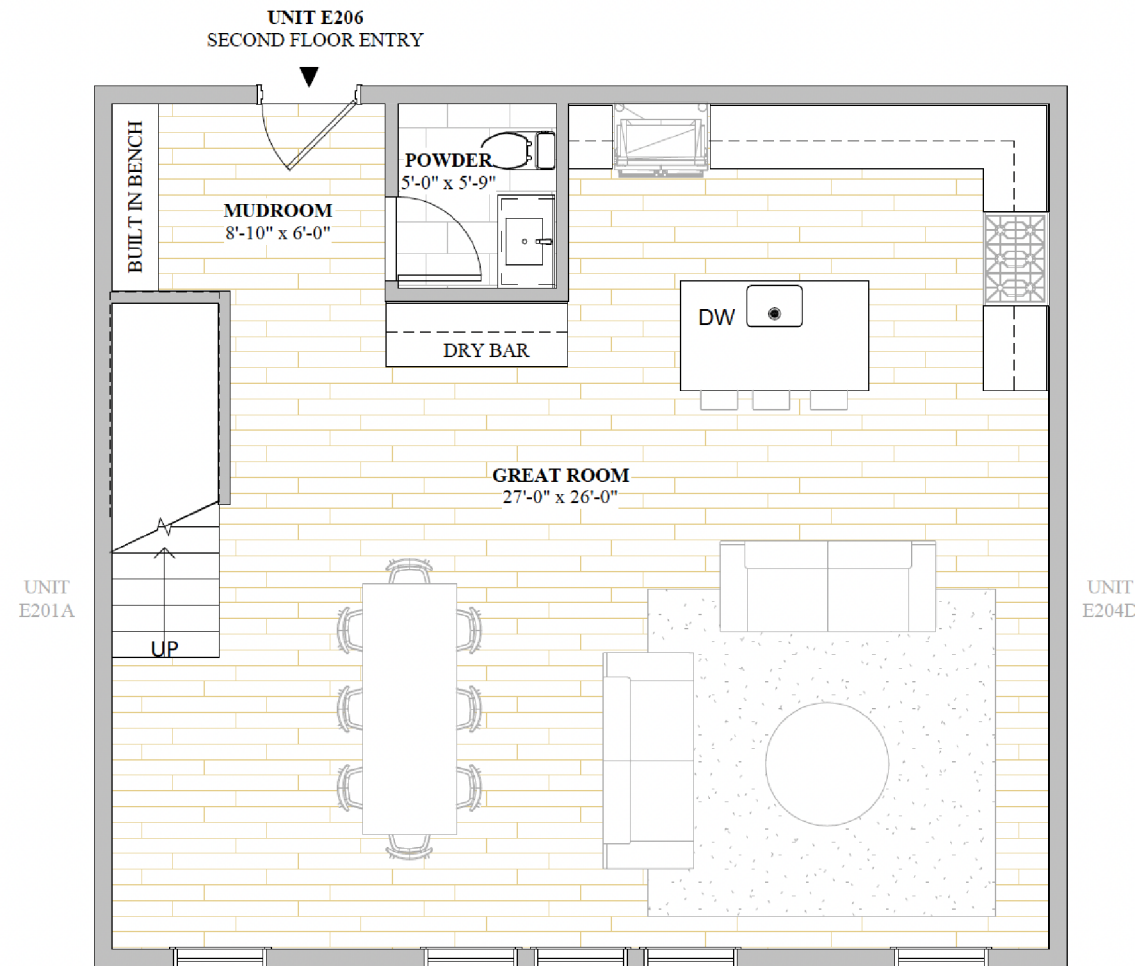 UNIT E206
SECOND FLOOR ENTRY
BUILT IN BENCH
POWDER
5'-0" x 5'-9"
MUDROOM
8'-10" x 6'-0"
DW
DRY BAR
GREAT ROOM
27'-0" x 26'-0"
UNIT
E201A
UNIT
E204D
UP